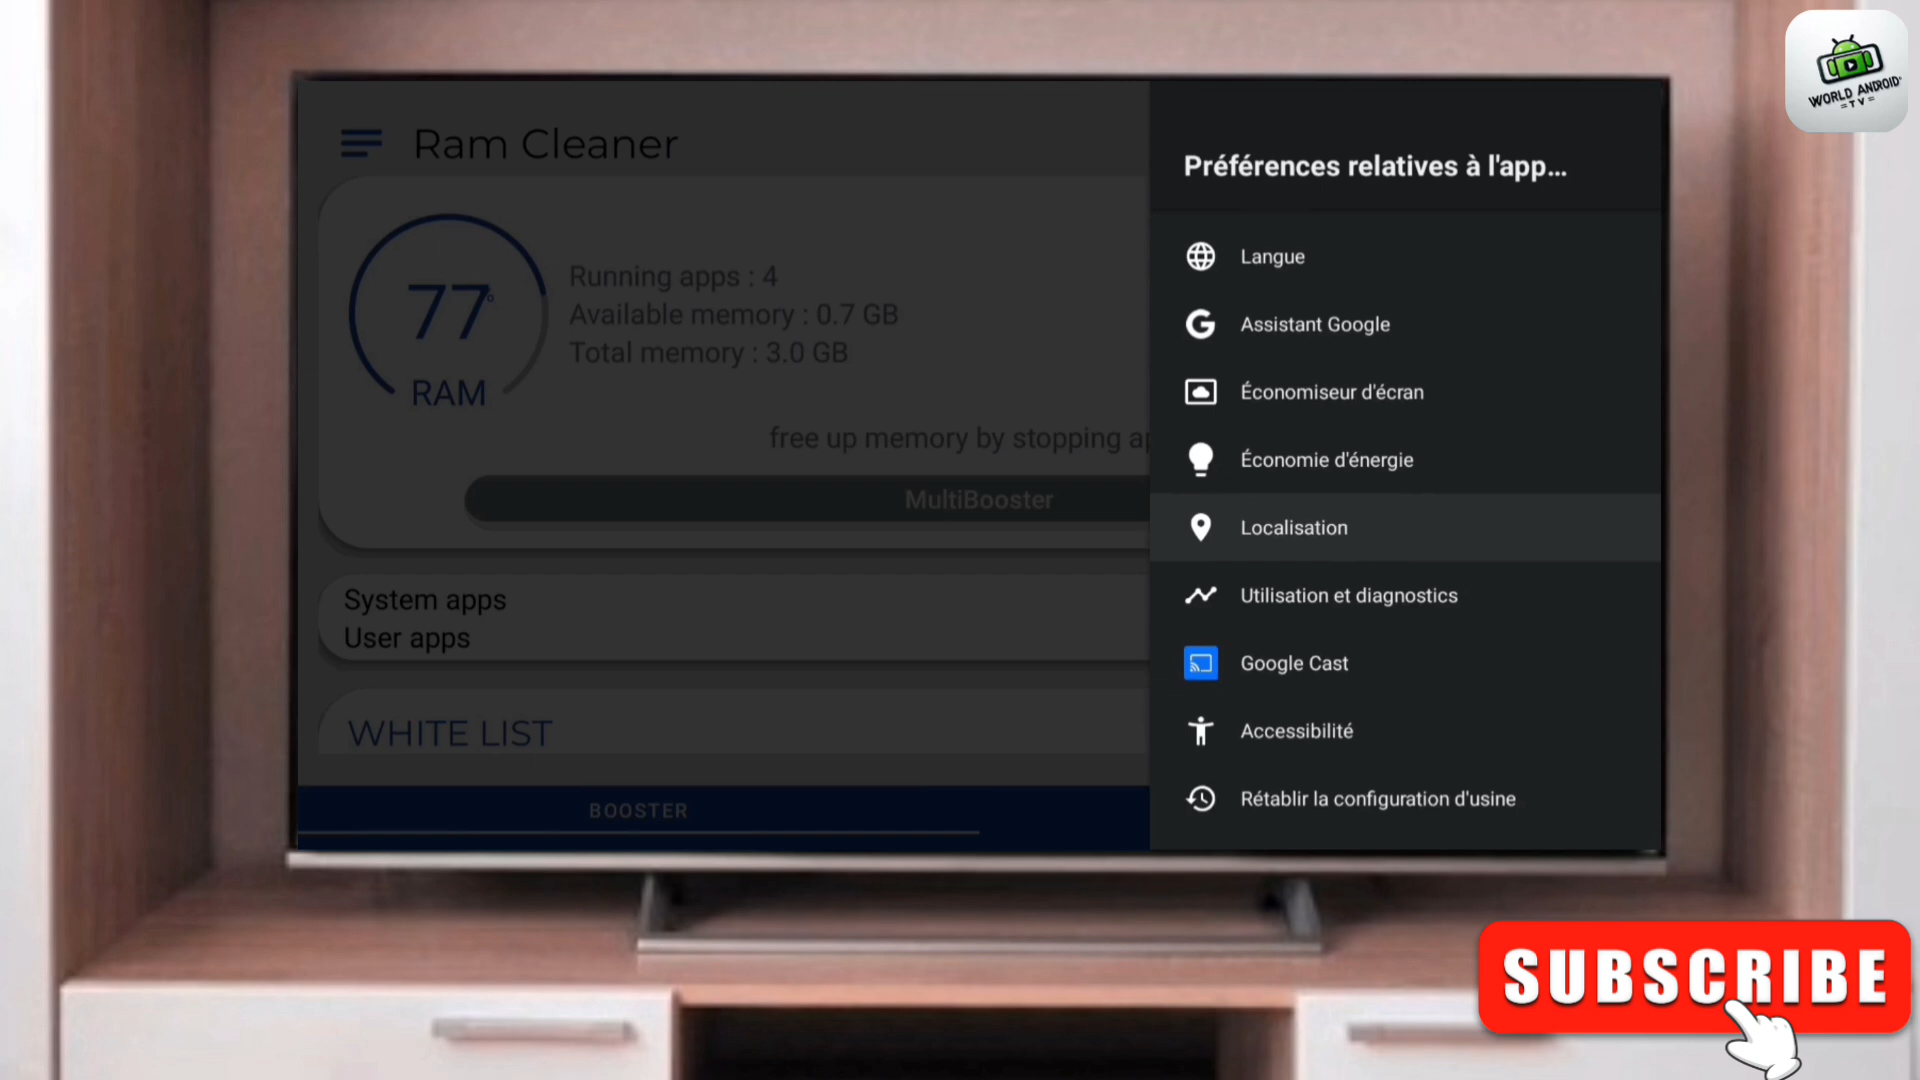 WORLD ANDROID
TV
Ram Cleaner
77°
RAM
Running apps : 4
Available memory : 0.7 GB
Total memory : 3.0 GB
free up memory by stopping
MultiBooster
System apps
User apps
WHITE LIST
BOOSTER
Préférences relatives à l'app...
Langue
Assistant Google
Économiseur d'écran
Économie d'énergie
Localisation
Utilisation et diagnostics
Google Cast
Accessibilité
Rétablir la configuration d'usine
SUBSCRIBE